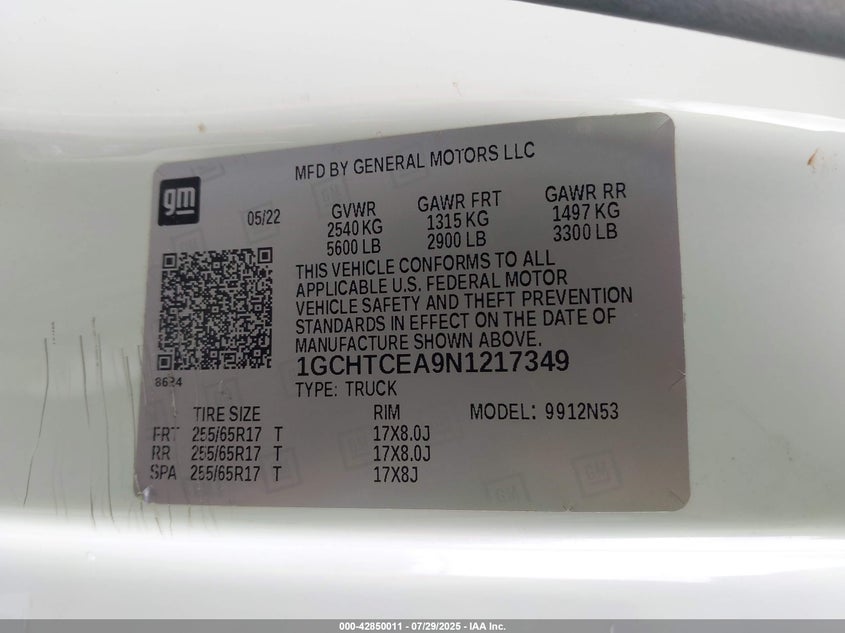 MFD BY GENERAL MOTORS LLC
gm
05/22
GVWR GAWR FRT GAWR RR
2540 KG 1315 KG 1497 KG
5600 LB 2900 LB 3300 LB
THIS VEHICLE CONFORMS TO ALL
APPLICABLE U.S. FEDERAL MOTOR
VEHICLE SAFETY AND THEFT PREVENTION
STANDARDS IN EFFECT ON THE DATE OF
MANUFACTURE SHOWN ABOVE.
1GCHTCEA9N1217349
TYPE: TRUCK
TIRE SIZE RIM MODEL: 9912N53
FRT 255/65R17 T 17X8.0J
RR 255/65R17 T 17X8.0J
SPA 255/65R17 T 17X8J
000-42850011 - 07/29/2025 - IAA Inc.